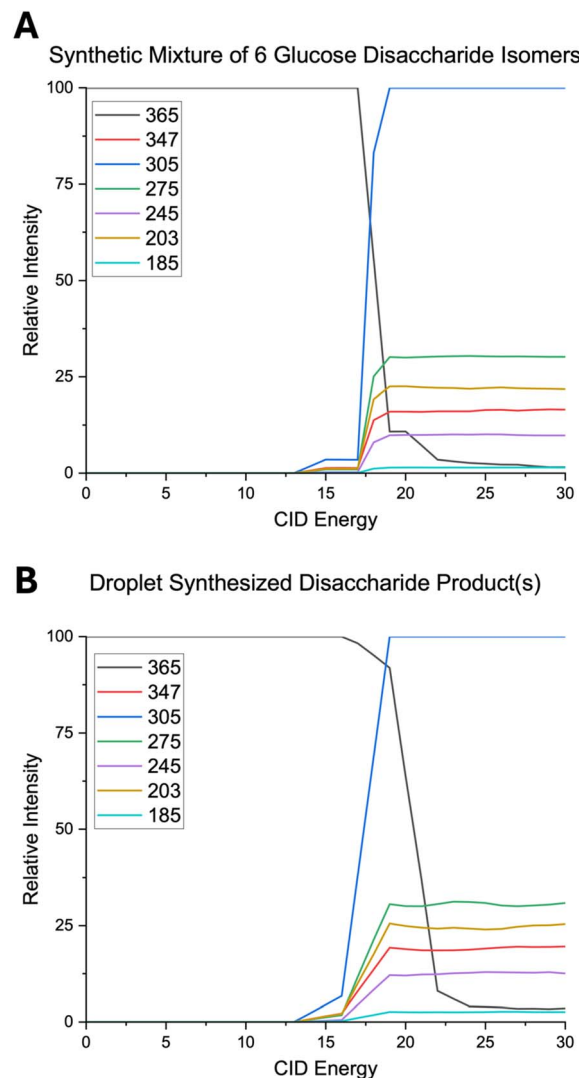 A
Synthetic Mixture of 6 Glucose Disaccharide Isomers
100
75
50
25
0
Relative Intensity
365
347
305
275
245
203
185
0 5 10 15 20 25 30
CID Energy
B
Droplet Synthesized Disaccharide Product(s)
100
75
50
25
0
Relative Intensity
365
347
305
275
245
203
185
0 5 10 15 20 25 30
CID Energy